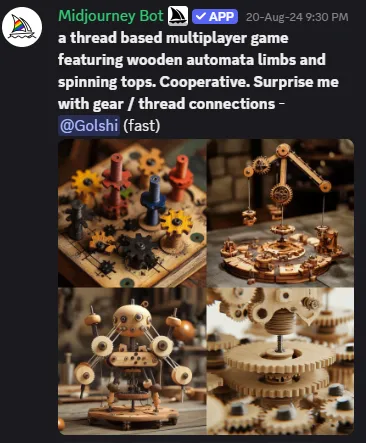 Midjourney Bot ✓ APP 20-Aug-24 9:30 PM
a thread based multiplayer game
featuring wooden automata limbs and
spinning tops. Cooperative. Surprise me
with gear / thread connections -
@Golshi (fast)